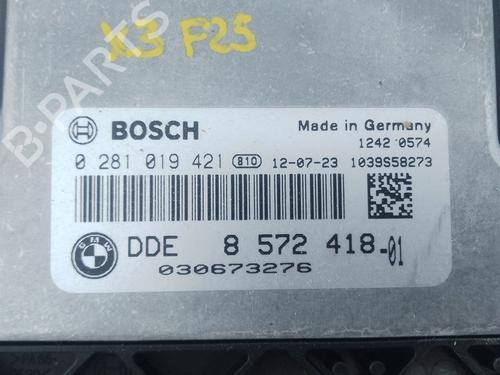 X3 F25
BOSCH
Made in Germany
1242 0574
0 281 019 421 810 12-07-23 1039S58273
BMW DDE 8 572 418-01
030673276
B-PARTS